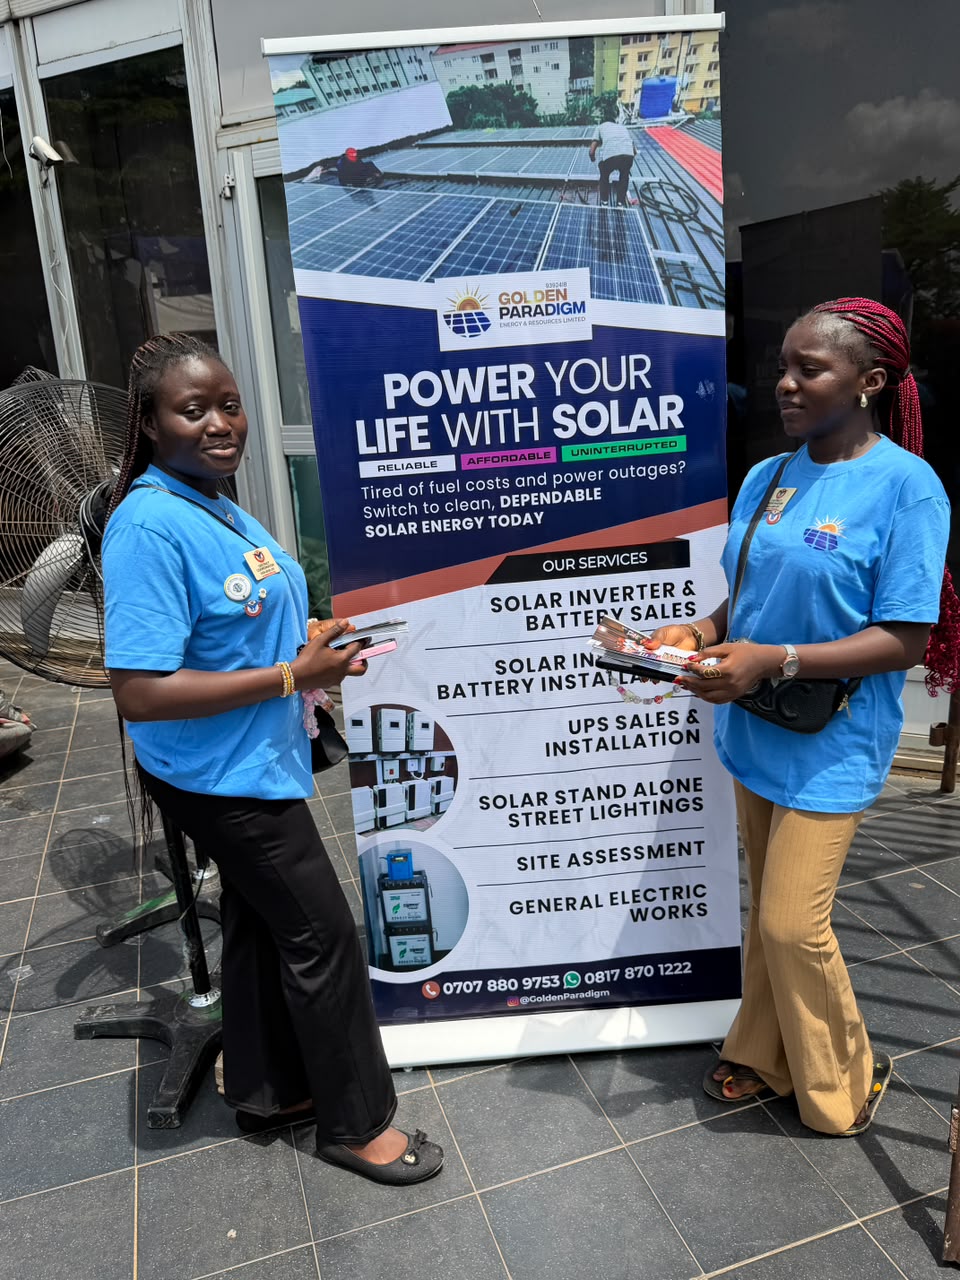 9392418
GOLDEN
PARADIGM
ENERGY & RESOURCES LIMITED
POWER YOUR
LIFE WITH SOLAR
RELIABLE AFFORDABLE UNINTERRUPTED
Tired of fuel costs and power outages?
Switch to clean, DEPENDABLE
SOLAR ENERGY TODAY
OUR SERVICES
SOLAR INVERTER &
BATTERY SALES
SOLAR IN
BATTERY INSTALLA
UPS SALES &
INSTALLATION
SOLAR STAND ALONE
STREET LIGHTINGS
SITE ASSESSMENT
GENERAL ELECTRIC
WORKS
0707 880 9753 0817 870 1222
@GoldenParadigm